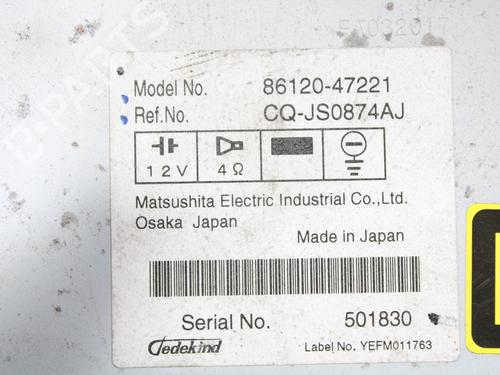 EA032017
Model No. 86120-47221
Ref.No. CQ-JS0874AJ
12V 4Ω
Matsushita Electric Industrial Co.,Ltd.
Osaka Japan
Made in Japan
Serial No. 501830
Gedekind Label No. YEFM011763